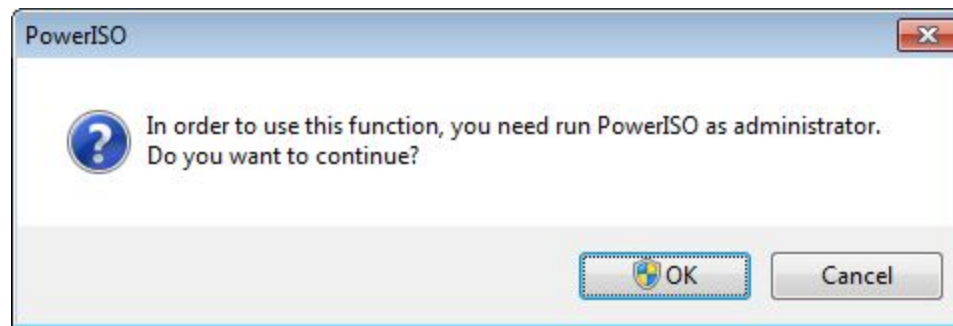 PowerISO
In order to use this function, you need run PowerISO as administrator.
Do you want to continue?
OK
Cancel